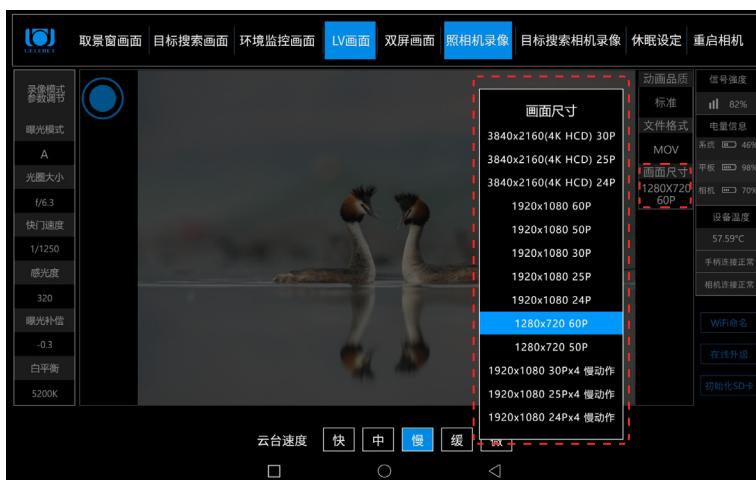 GELERET
取景窗画面 目标搜索画面 环境监控画面 LV画面 双屏画面 照相机录像 目标搜索相机录像 休眠设定 重启相机
录像模式
参数调节
曝光模式
A
光圈大小
f/6.3
快门速度
1/1250
感光度
320
曝光补偿
-0.3
白平衡
5200K
画面尺寸
3840x2160(4K HCD) 30P
3840x2160(4K HCD) 25P
3840x2160(4K HCD) 24P
1920x1080 60P
1920x1080 50P
1920x1080 30P
1920x1080 25P
1920x1080 24P
1280x720 60P
1280x720 50P
1920x1080 30Px4 慢动作
1920x1080 25Px4 慢动作
1920x1080 24Px4 慢动作
动画品质
标准
文件格式
MOV
画面尺寸
1280X720
60P
信号强度
82%
电量信息
系统 46%
平板 98%
相机 70%
设备温度
57.59°C
手柄连接正常
相机连接正常
WiFi命名
在线升级
初始化SD卡
云台速度 快 中 慢 缓 微